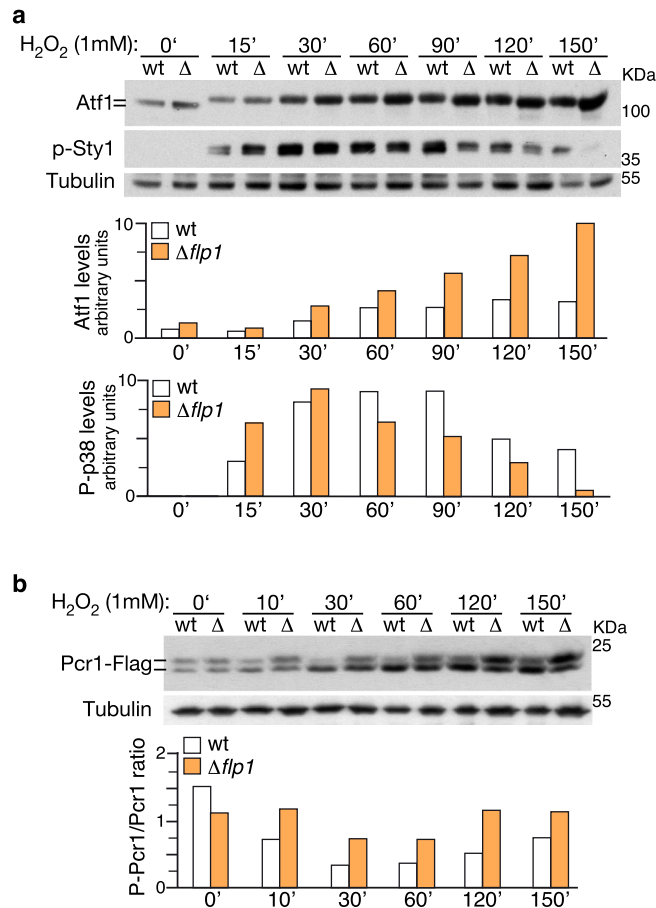 a
H₂O₂ (1mM): 0‘ 15’ 30’ 60’ 90’ 120’ 150’
wt Δ wt Δ wt Δ wt Δ wt Δ wt Δ wt Δ
KDa
Atf1
100
p-Sty1
35
Tubulin
55
10
0
Atf1 levels
arbitrary units
wt
Δflp1
0’ 15’ 30’ 60’ 90’ 120’ 150’
10
0
P-p38 levels
arbitrary units
wt
Δflp1
0’ 15’ 30’ 60’ 90’ 120’ 150’
b
H₂O₂ (1mM): 0‘ 10’ 30’ 60’ 120’ 150’
wt Δ wt Δ wt Δ wt Δ wt Δ wt Δ
KDa
25
Pcr1-Flag
Tubulin
55
2
1
0
P-Pcr1/Pcr1 ratio
wt
Δflp1
0’ 10’ 30’ 60’ 120’ 150’